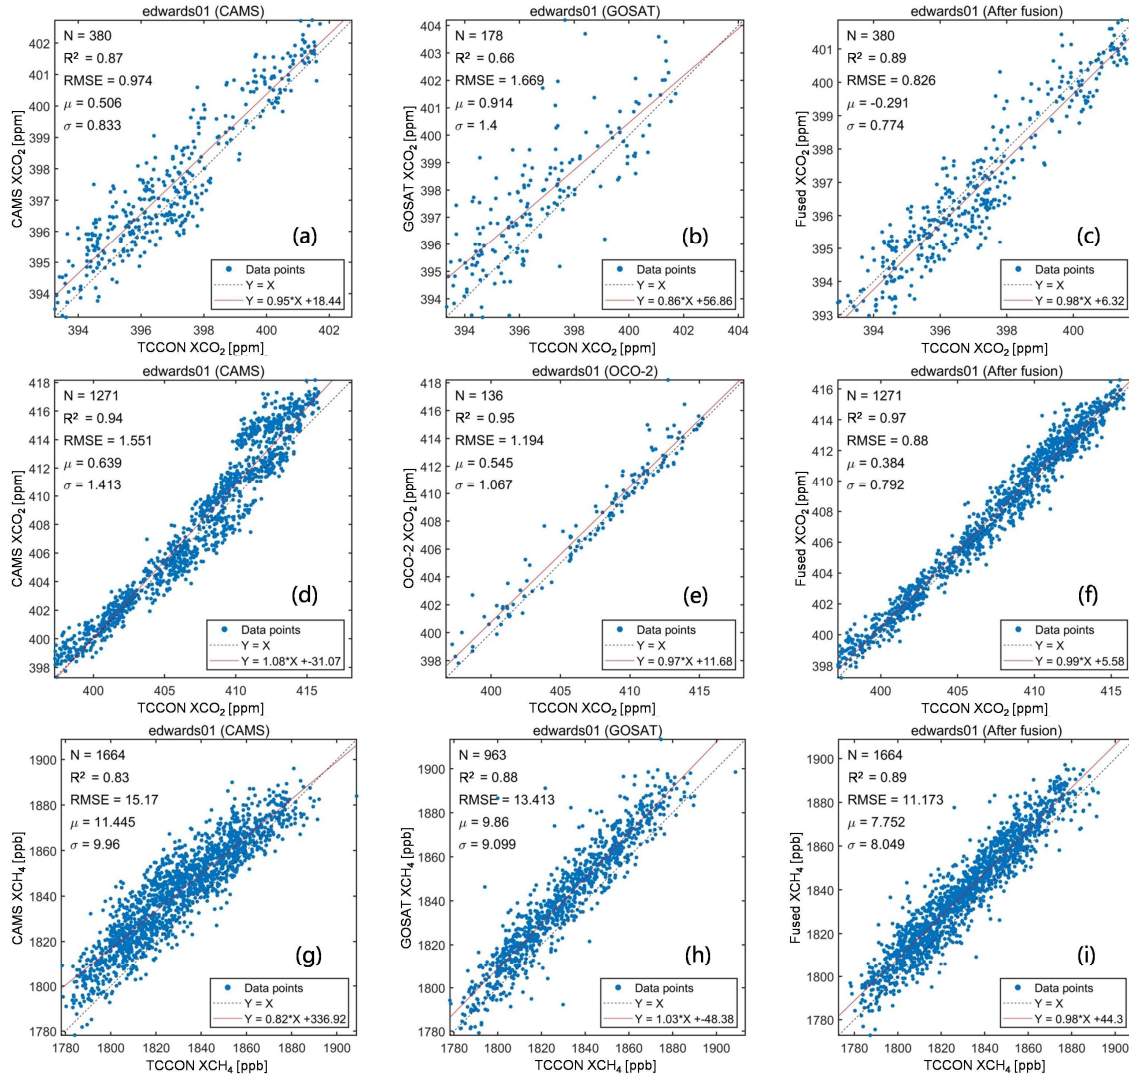 edwards01 (CAMS)
N = 380
R² = 0.87
RMSE = 0.974
μ = 0.506
σ = 0.833
(a)
Data points
Y = X
Y = 0.95*X +18.44
402
401
400
399
398
397
396
395
394
394
396
398
400
402
CAMS XCO₂ [ppm]
TCCON XCO₂ [ppm]
edwards01 (GOSAT)
N = 178
R² = 0.66
RMSE = 1.669
μ = 0.914
σ = 1.4
(b)
Data points
Y = X
Y = 0.86*X +56.86
404
403
402
401
400
399
398
397
396
395
394
394
396
398
400
402
404
GOSAT XCO₂ [ppm]
TCCON XCO₂ [ppm]
edwards01 (After fusion)
N = 380
R² = 0.89
RMSE = 0.826
μ = -0.291
σ = 0.774
(c)
Data points
Y = X
Y = 0.98*X +6.32
401
400
399
398
397
396
395
394
393
394
396
398
400
Fused XCO₂ [ppm]
TCCON XCO₂ [ppm]
edwards01 (CAMS)
N = 1271
R² = 0.94
RMSE = 1.551
μ = 0.639
σ = 1.413
(d)
Data points
Y = X
Y = 1.08*X +-31.07
418
416
414
412
410
408
406
404
402
400
398
400
405
410
415
CAMS XCO₂ [ppm]
TCCON XCO₂ [ppm]
edwards01 (OCO-2)
N = 136
R² = 0.95
RMSE = 1.194
μ = 0.545
σ = 1.067
(e)
Data points
Y = X
Y = 0.97*X +11.68
418
416
414
412
410
408
406
404
402
400
398
400
405
410
415
OCO-2 XCO₂ [ppm]
TCCON XCO₂ [ppm]
edwards01 (After fusion)
N = 1271
R² = 0.97
RMSE = 0.88
μ = 0.384
σ = 0.792
(f)
Data points
Y = X
Y = 0.99*X +5.58
416
414
412
410
408
406
404
402
400
398
400
405
410
415
Fused XCO₂ [ppm]
TCCON XCO₂ [ppm]
edwards01 (CAMS)
N = 1664
R² = 0.83
RMSE = 15.17
μ = 11.445
σ = 9.96
(g)
Data points
Y = X
Y = 0.82*X +336.92
1900
1880
1860
1840
1820
1800
1780
1780
1800
1820
1840
1860
1880
1900
CAMS XCH₄ [ppb]
TCCON XCH₄ [ppb]
edwards01 (GOSAT)
N = 963
R² = 0.88
RMSE = 13.413
μ = 9.86
σ = 9.099
(h)
Data points
Y = X
Y = 1.03*X +-48.38
1900
1880
1860
1840
1820
1800
1780
1780
1800
1820
1840
1860
1880
1900
GOSAT XCH₄ [ppb]
TCCON XCH₄ [ppb]
edwards01 (After fusion)
N = 1664
R² = 0.89
RMSE = 11.173
μ = 7.752
σ = 8.049
(i)
Data points
Y = X
Y = 0.98*X +44.3
1900
1880
1860
1840
1820
1800
1780
1780
1800
1820
1840
1860
1880
1900
Fused XCH₄ [ppb]
TCCON XCH₄ [ppb]